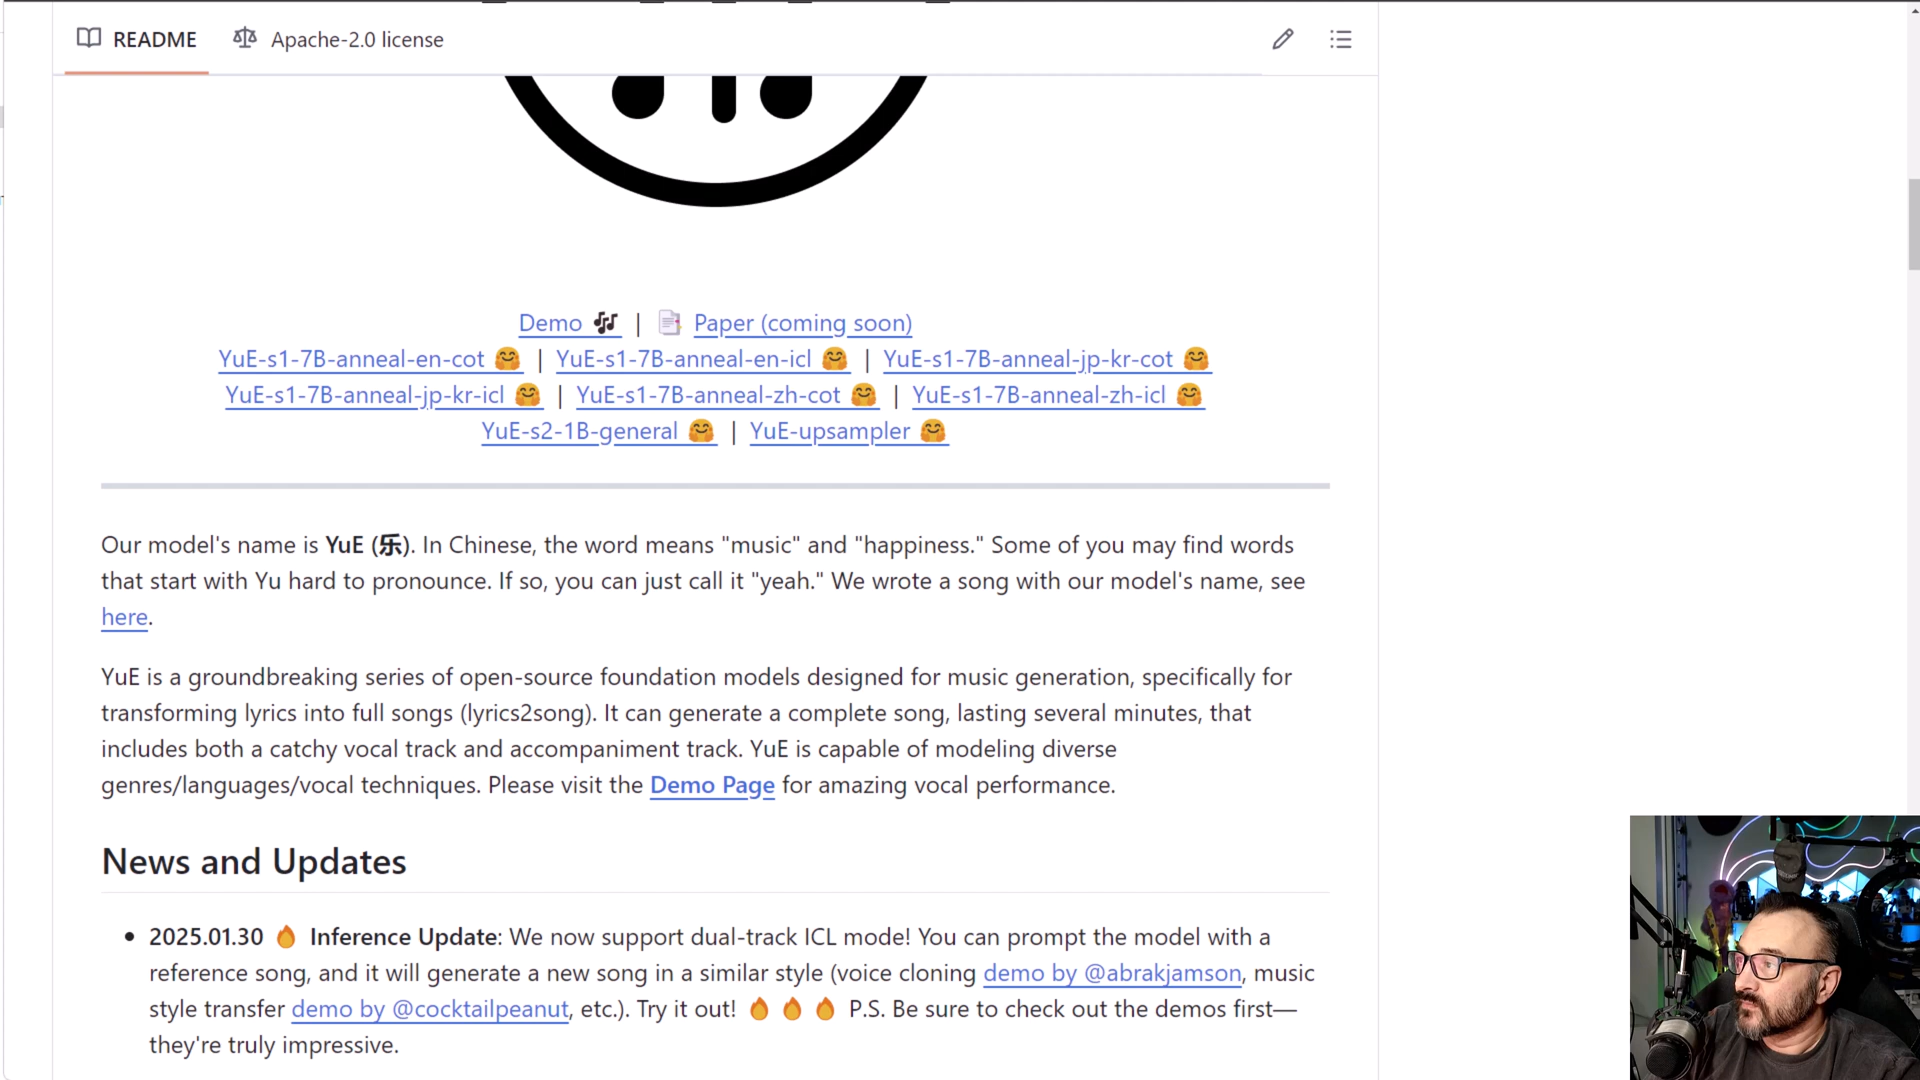 README Apache-2.0 license
Demo 🎶 | 📑 Paper (coming soon)
YuE-s1-7B-anneal-en-cot 🤗 | YuE-s1-7B-anneal-en-icl 🤗 | YuE-s1-7B-anneal-jp-kr-cot 🤗
YuE-s1-7B-anneal-jp-kr-icl 🤗 | YuE-s1-7B-anneal-zh-cot 🤗 | YuE-s1-7B-anneal-zh-icl 🤗
YuE-s2-1B-general 🤗 | YuE-upsampler 🤗
Our model's name is YuE (乐). In Chinese, the word means "music" and "happiness." Some of you may find words
that start with Yu hard to pronounce. If so, you can just call it "yeah." We wrote a song with our model's name, see
here.
YuE is a groundbreaking series of open-source foundation models designed for music generation, specifically for
transforming lyrics into full songs (lyrics2song). It can generate a complete song, lasting several minutes, that
includes both a catchy vocal track and accompaniment track. YuE is capable of modeling diverse
genres/languages/vocal techniques. Please visit the Demo Page for amazing vocal performance.
News and Updates
• 2025.01.30 🔥 Inference Update: We now support dual-track ICL mode! You can prompt the model with a
reference song, and it will generate a new song in a similar style (voice cloning demo by @abrakjamson, music
style transfer demo by @cocktailpeanut, etc.). Try it out! 🔥 🔥 🔥 P.S. Be sure to check out the demos first—
they're truly impressive.